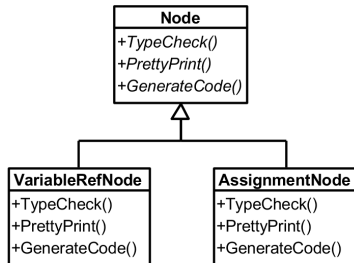 Node
+TypeCheck()
+PrettyPrint()
+GenerateCode()
VariableRefNode
+TypeCheck()
+PrettyPrint()
+GenerateCode()
AssignmentNode
+TypeCheck()
+PrettyPrint()
+GenerateCode()